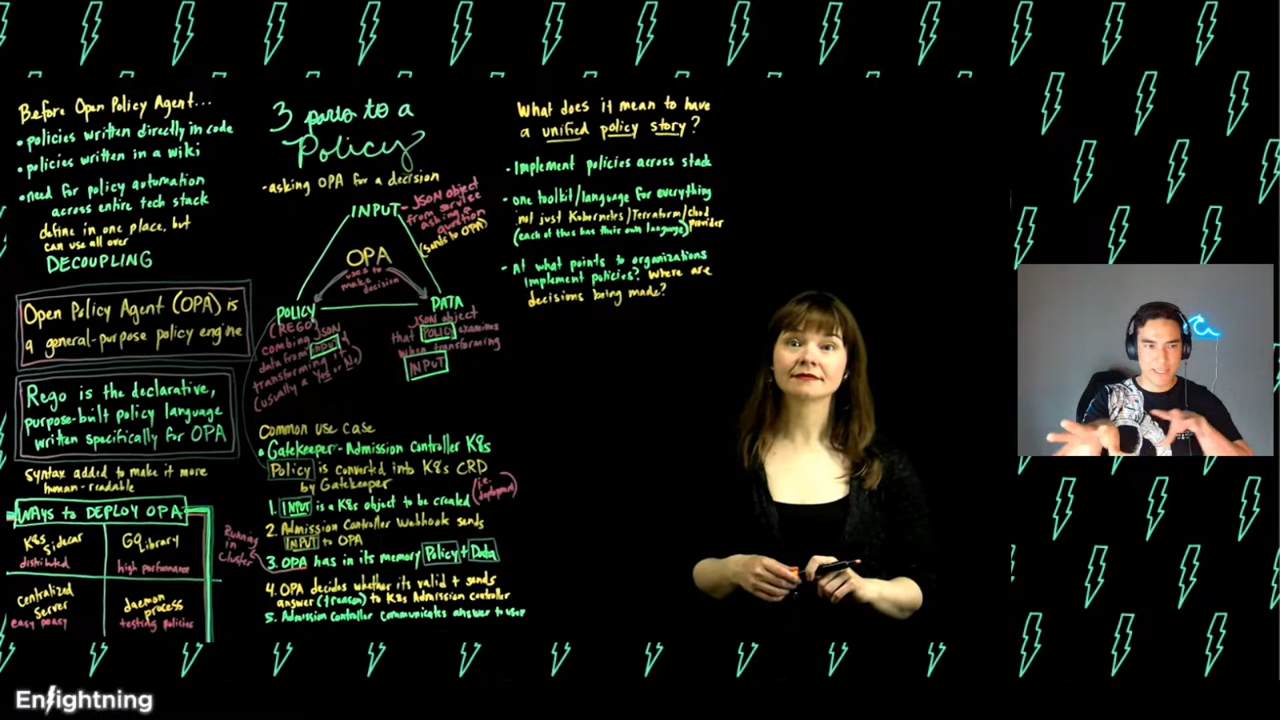 Before Open Policy Agent...
• policies written directly in code
• policies written in a wiki
• need for policy automation
across entire tech stack
define in one place, but
can use all over
DECOUPLING
Open Policy Agent (OPA) is
a general-purpose policy engine
Rego is the declarative,
purpose-built policy language
written specifically for OPA
Syntax added to make it more
human-readable
WAYS to DEPLOY OPA
K8s sidecar
distributed
GO Library
high performance
centralized
server
easy peasy
daemon
process
testing policies
3 parts to a
Policy
- asking OPA for a decision
INPUT
- JSON object
from service
asking a
question
(sends to OPA)
OPA
uses to
make
decision
POLICY
(REGO)
combing JSON
data from INPUT &
transforming it
(usually a Yes or No)
DATA
JSON object
that POLICY examines
when transforming
INPUT
Common use case
• Gatekeeper - Admission Controller K8s
Policy is converted into K8s CRD
by Gatekeeper
1. INPUT is a K8s object to be created (i.e. deployment)
2. Admission Controller Webhook sends
INPUT to OPA
Running
in
Cluster
3. OPA has in its memory Policy + Data
4. OPA decides whether its valid + sends
answer (+reason) to K8s Admission Controller
5. Admission Controller communicates answer to user
What does it mean to have
a unified policy story?
- Implement policies across stack
- one toolkit/language for everything
not just Kubernetes/Terraform/cloud provider
(each of thus has their own language)
- At what points to organizations
implement policies? Where are
decisions being made?
Enlightning